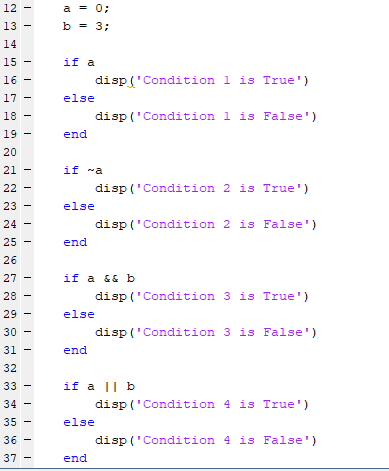 12 - a = 0;
13 - b = 3;
14
15 - if a
16 - disp('Condition 1 is True')
17 - else
18 - disp('Condition 1 is False')
19 - end
20
21 - if ~a
22 - disp('Condition 2 is True')
23 - else
24 - disp('Condition 2 is False')
25 - end
26
27 - if a && b
28 - disp('Condition 3 is True')
29 - else
30 - disp('Condition 3 is False')
31 - end
32
33 - if a || b
34 - disp('Condition 4 is True')
35 - else
36 - disp('Condition 4 is False')
37 - end